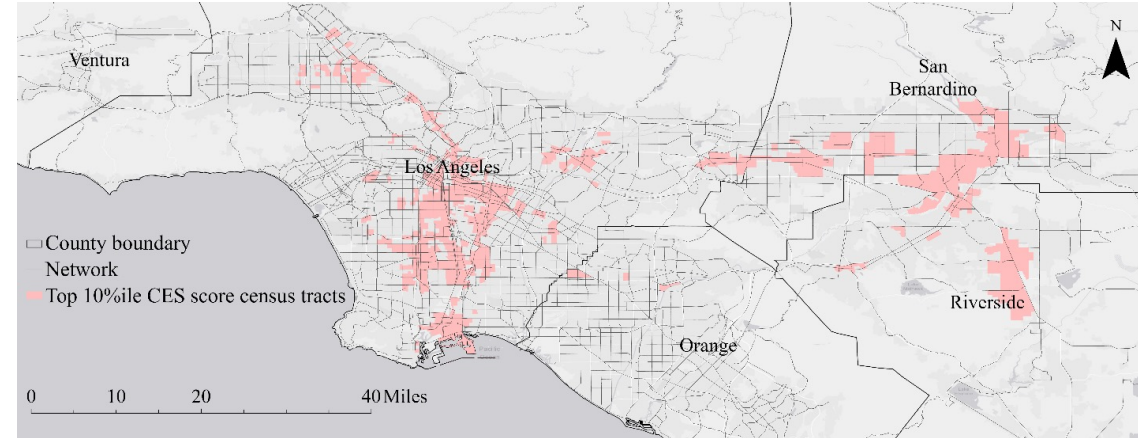 N
Ventura
San
Bernardino
Los Angeles
County boundary
Network
Top 10%ile CES score census tracts
Riverside
Orange
0 10 20 40 Miles